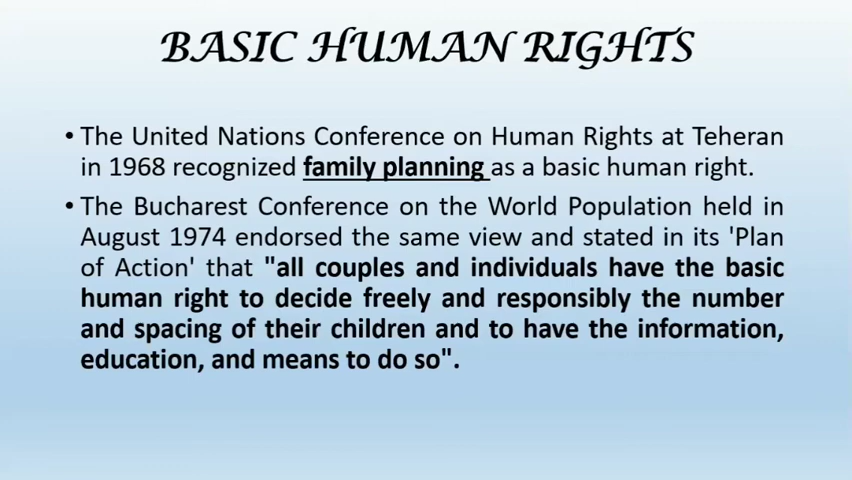 BASIC HUMAN RIGHTS
• The United Nations Conference on Human Rights at Teheran
in 1968 recognized family planning as a basic human right.
• The Bucharest Conference on the World Population held in
August 1974 endorsed the same view and stated in its 'Plan
of Action' that "all couples and individuals have the basic
human right to decide freely and responsibly the number
and spacing of their children and to have the information,
education, and means to do so".